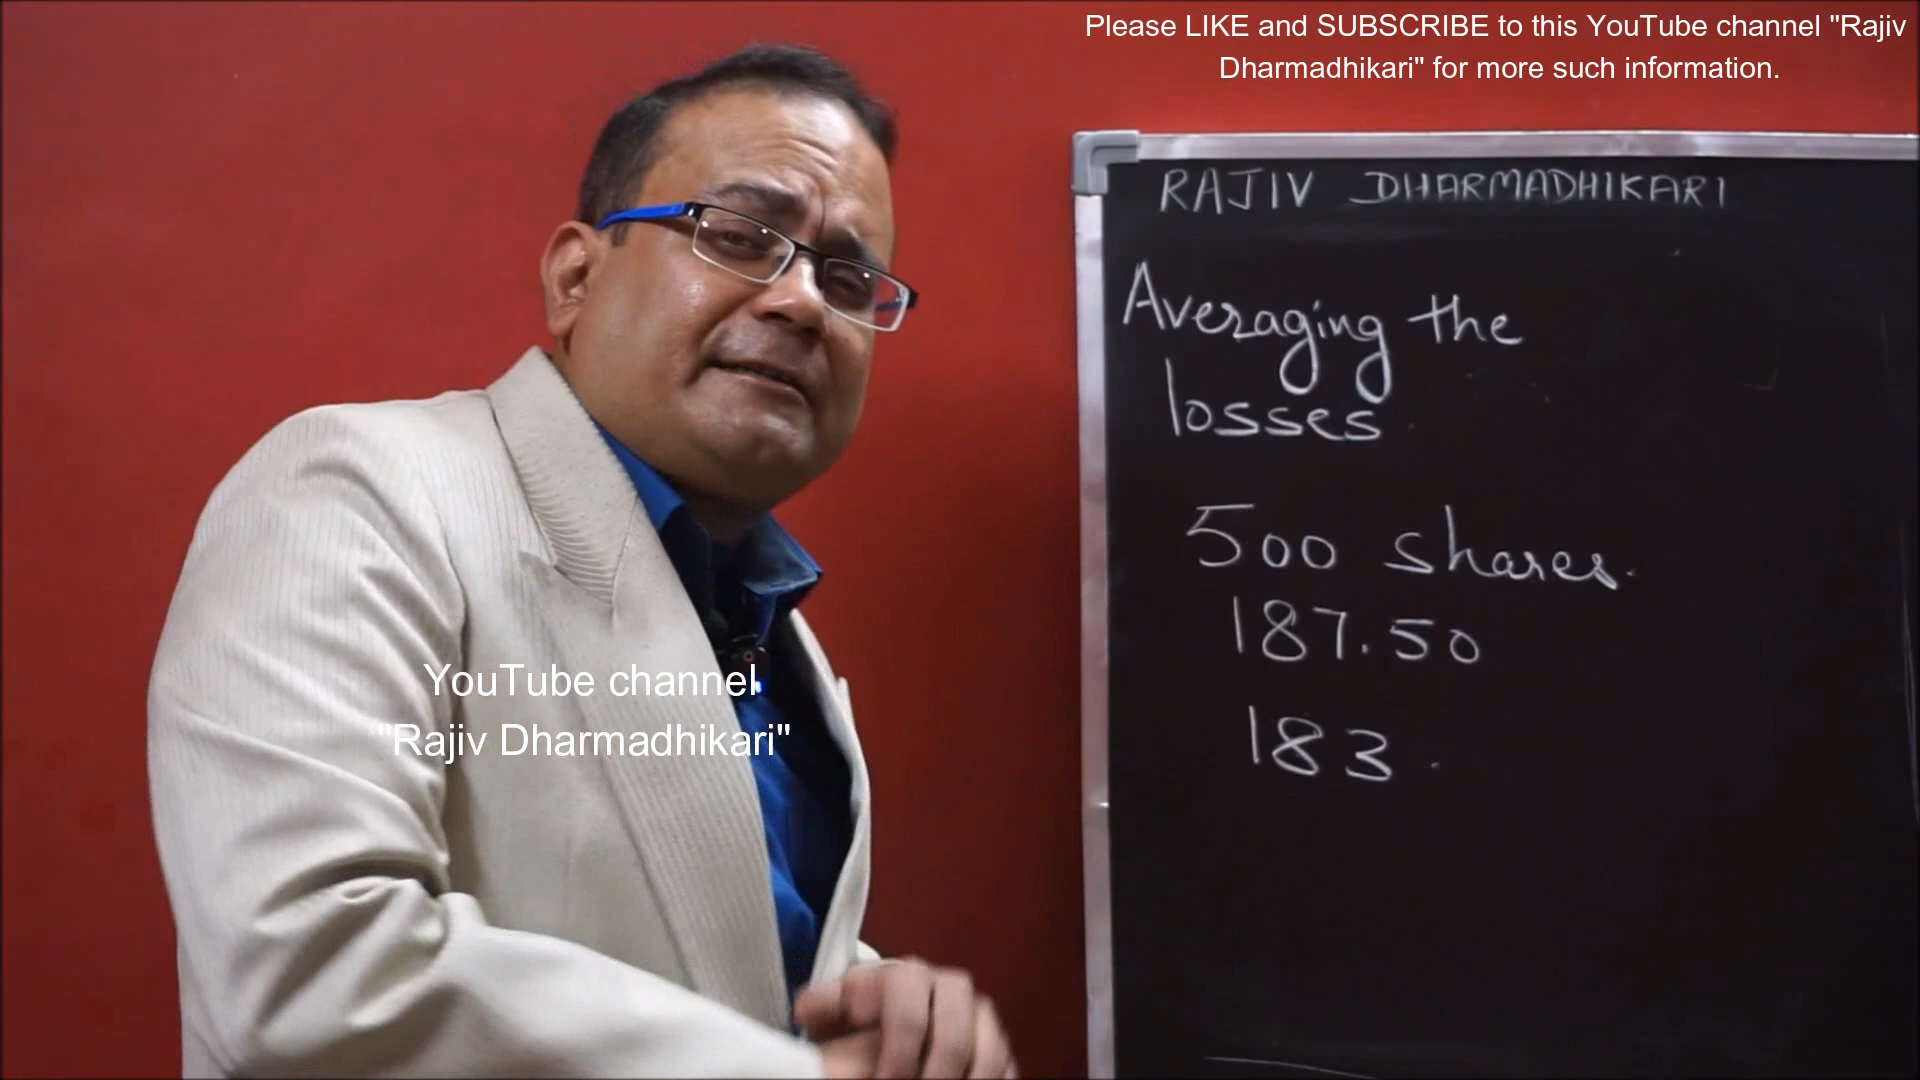 Please LIKE and SUBSCRIBE to this YouTube channel "Rajiv
Dharmadhikari" for more such information.
RAJIV DHARMADHIKARI
Averaging the
losses
500 shares.
187.50
183
YouTube channel
"Rajiv Dharmadhikari"